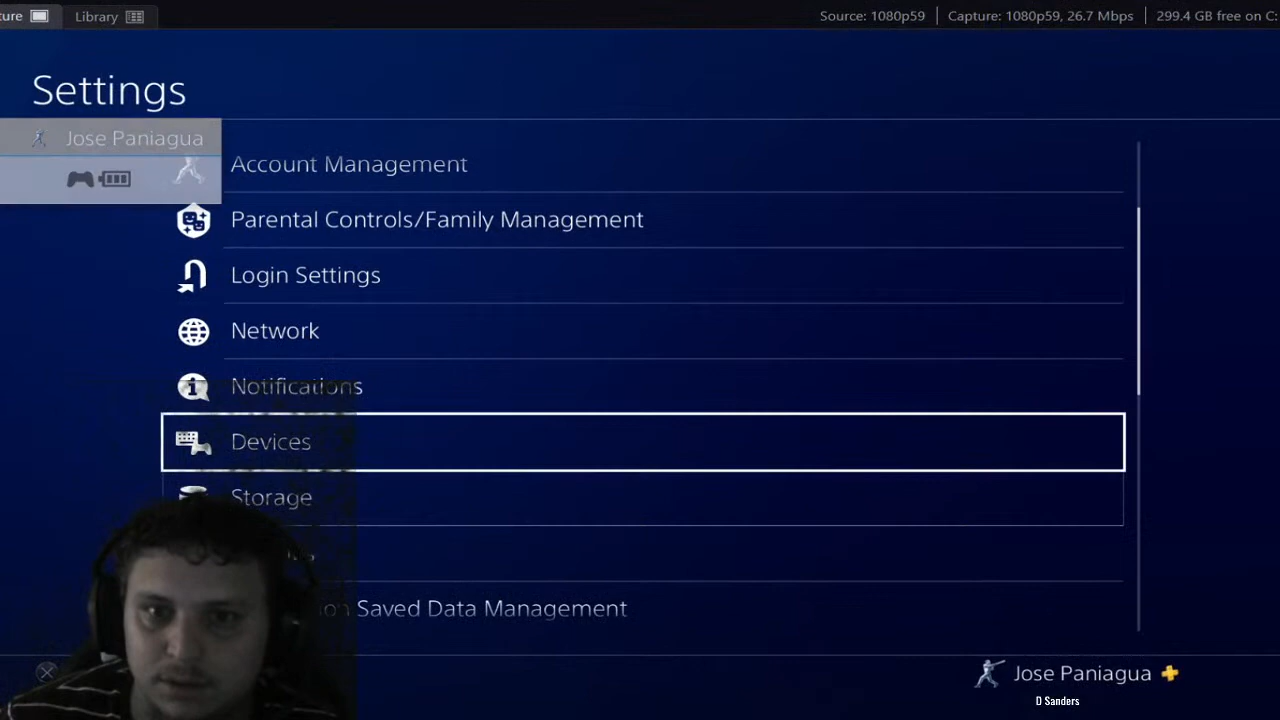 ture
Library
Source: 1080p59
Capture: 1080p59, 26.7 Mbps
299.4 GB free on C:
Settings
Jose Paniagua
Account Management
Parental Controls/Family Management
Login Settings
Network
Notifications
Devices
Storage
on Saved Data Management
Jose Paniagua
D Sanders